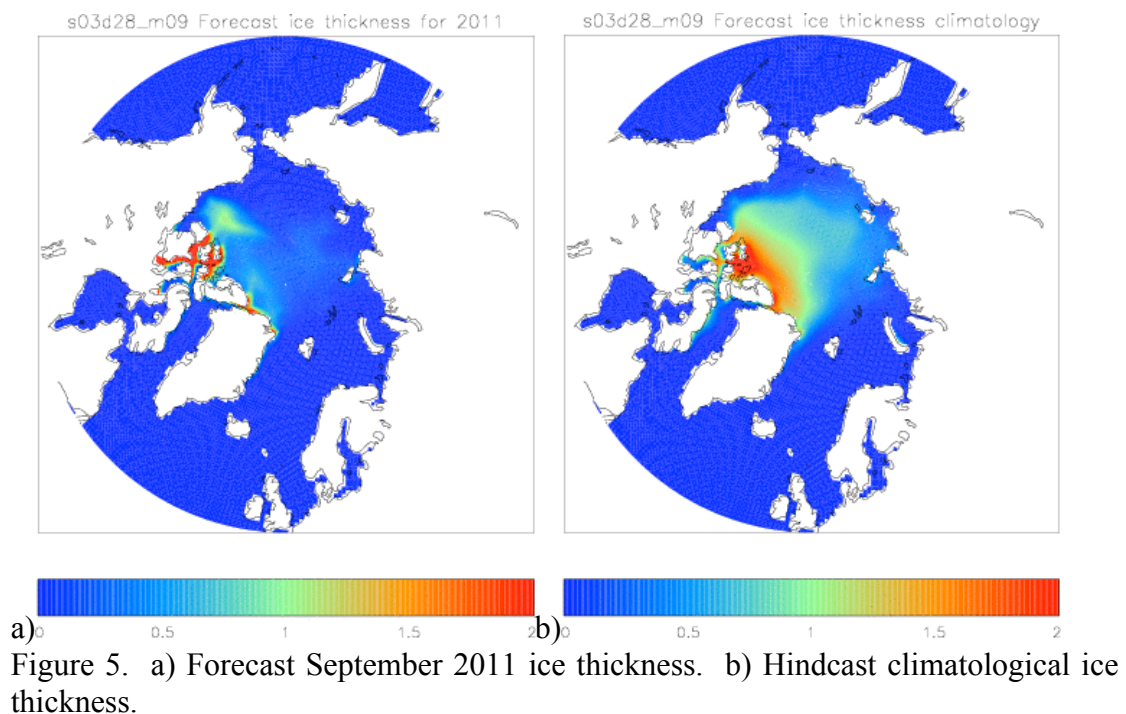 s03d28_m09 Forecast ice thickness for 2011
s03d28_m09 Forecast ice thickness climatology
a)
0 0.5 1 1.5 2
b)
0 0.5 1 1.5 2
Figure 5. a) Forecast September 2011 ice thickness. b) Hindcast climatological ice
thickness.